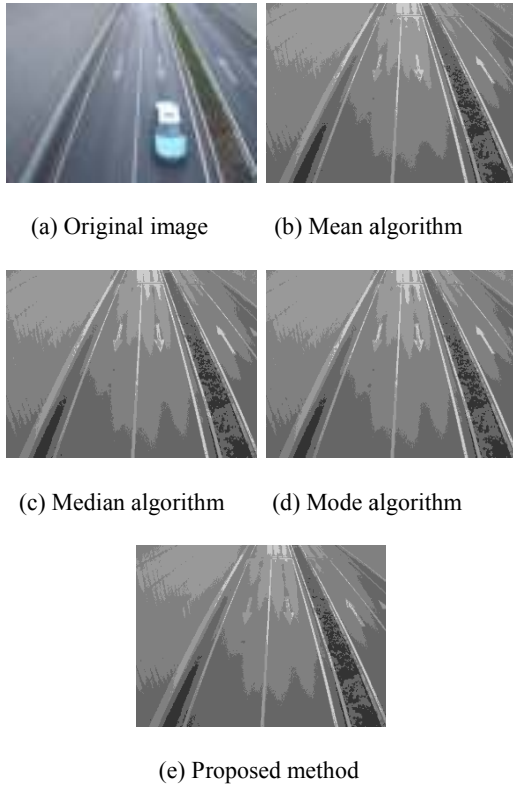 (a) Original image
(b) Mean algorithm
(c) Median algorithm
(d) Mode algorithm
(e) Proposed method